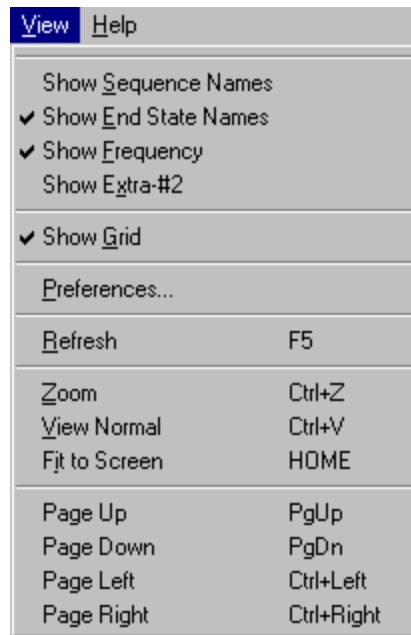 View Help
Show Sequence Names
✔ Show End State Names
✔ Show Frequency
Show Extra-#2
✔ Show Grid
Preferences...
Refresh F5
Zoom Ctrl+Z
View Normal Ctrl+V
Fit to Screen HOME
Page Up PgUp
Page Down PgDn
Page Left Ctrl+Left
Page Right Ctrl+Right